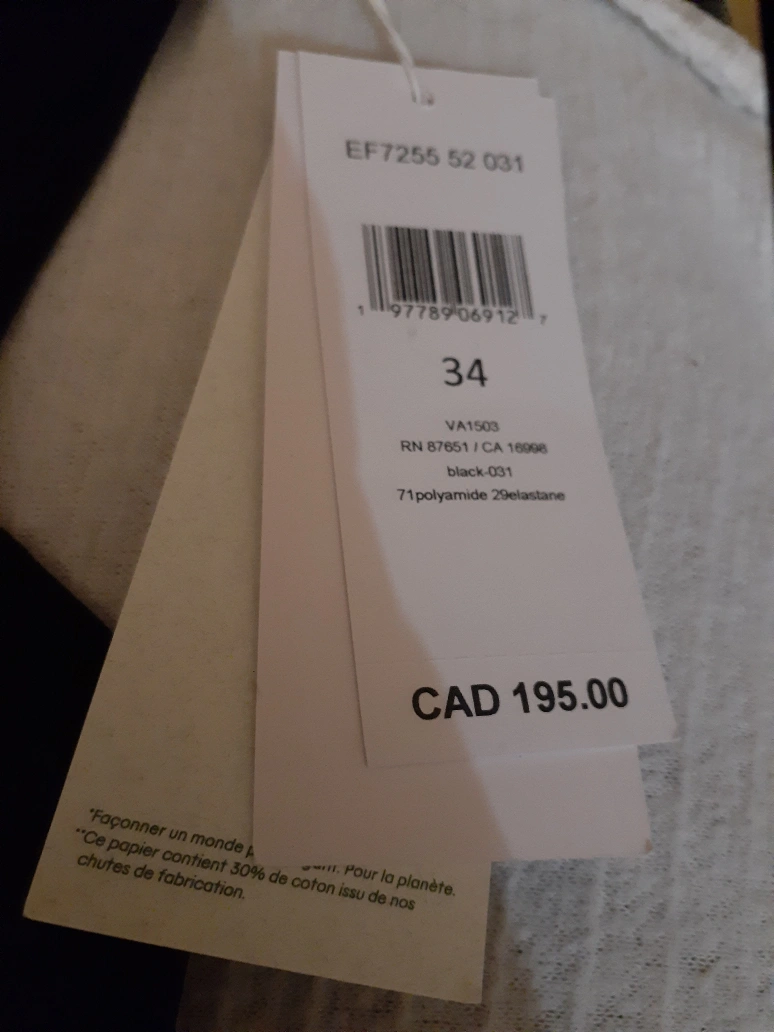 EF7255 52 031
1 97789 06912 7
34
VA1503
RN 87651 / CA 16998
black-031
71polyamide 29elastane
CAD 195.00
*Façonner un monde Pour la planète.
**Ce papier contient 30% de coton issu de nos
chutes de fabrication.